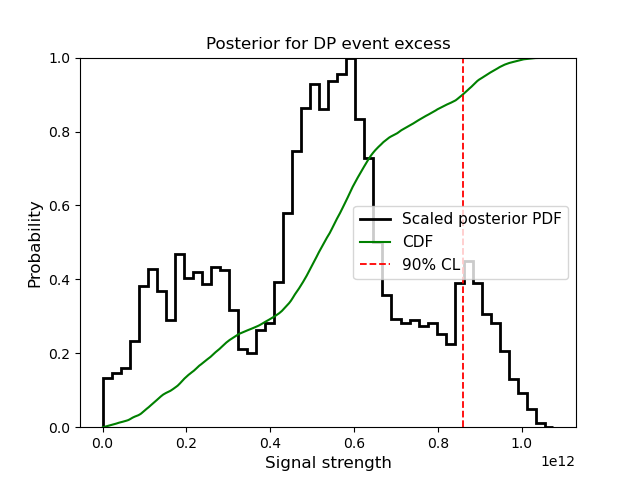 Posterior for DP event excess
Probability
1.0
0.8
0.6
0.4
0.2
0.0
Scaled posterior PDF
CDF
90% CL
0.0 0.2 0.4 0.6 0.8 1.0
1e12
Signal strength